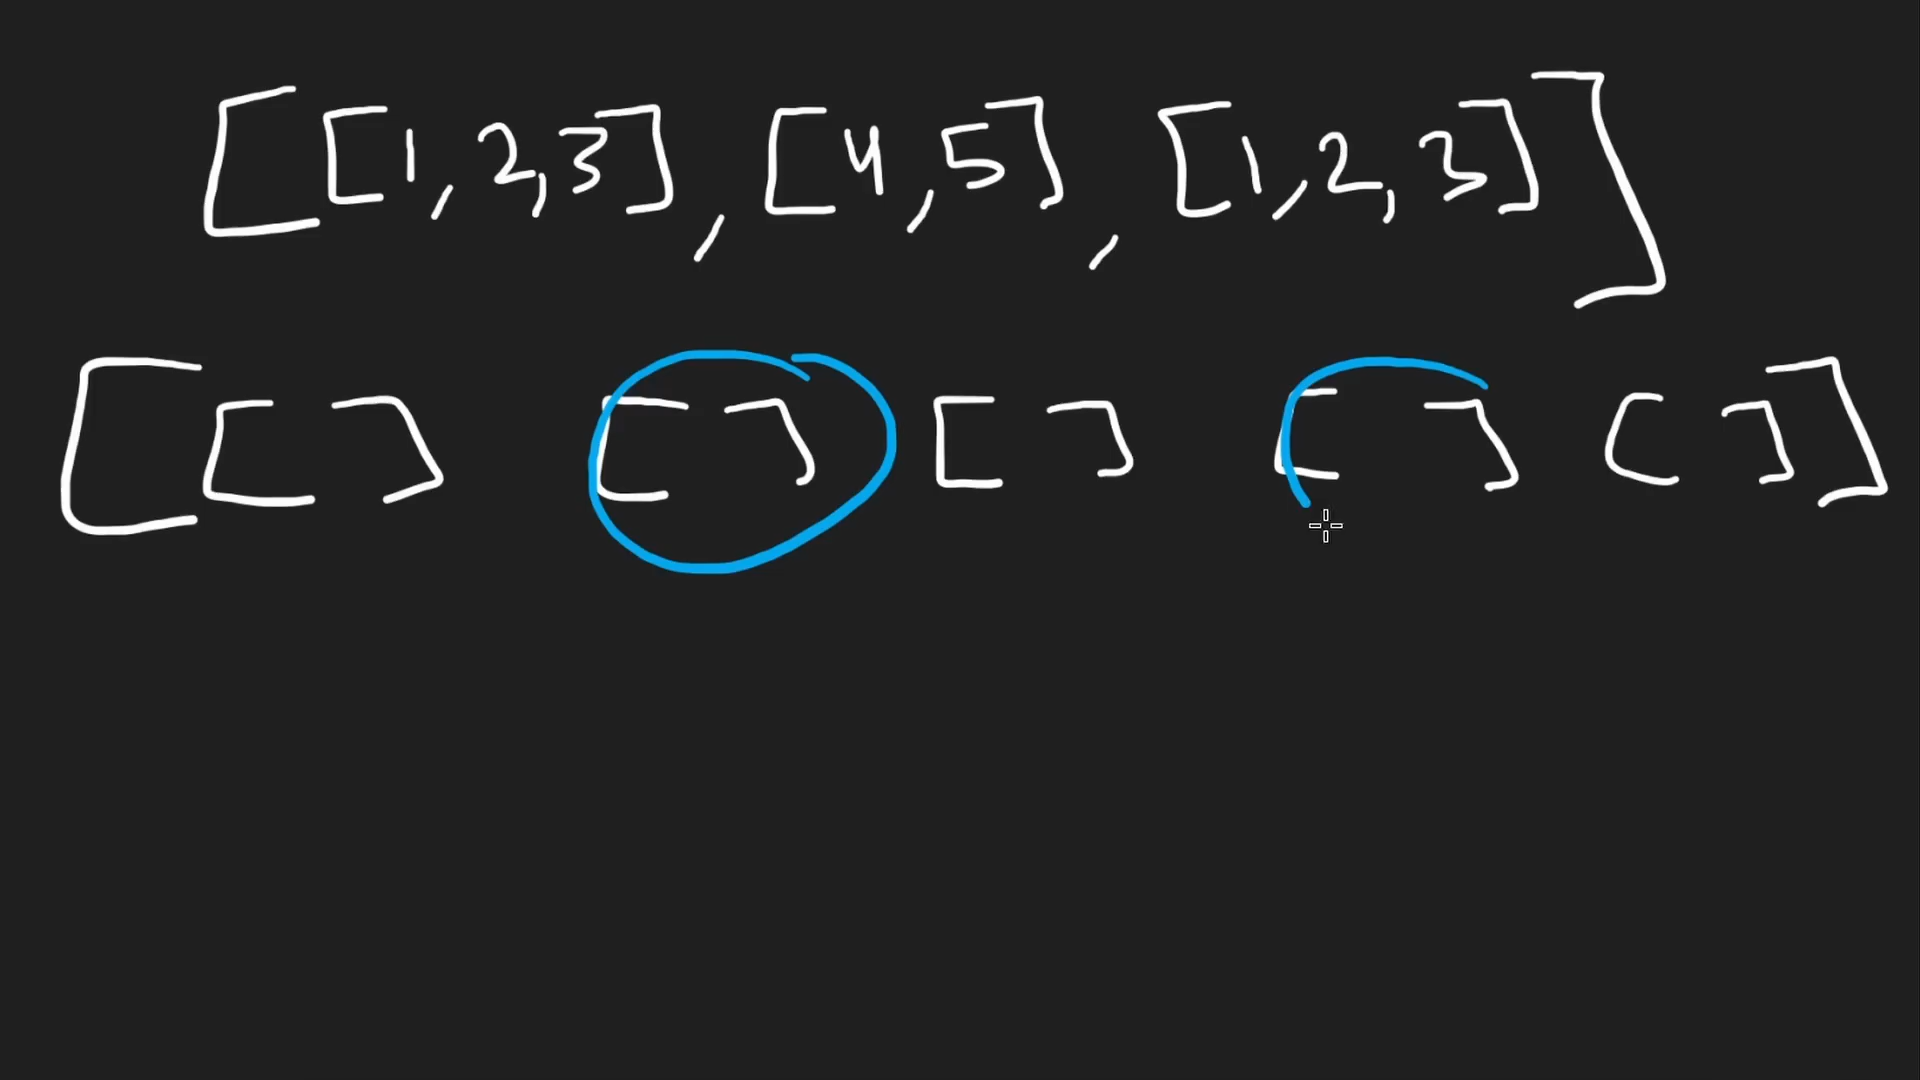 [[1,2,3],[4,5],[1,2,3]]
[[ ] [ ] [ ] [ ] [ ]]